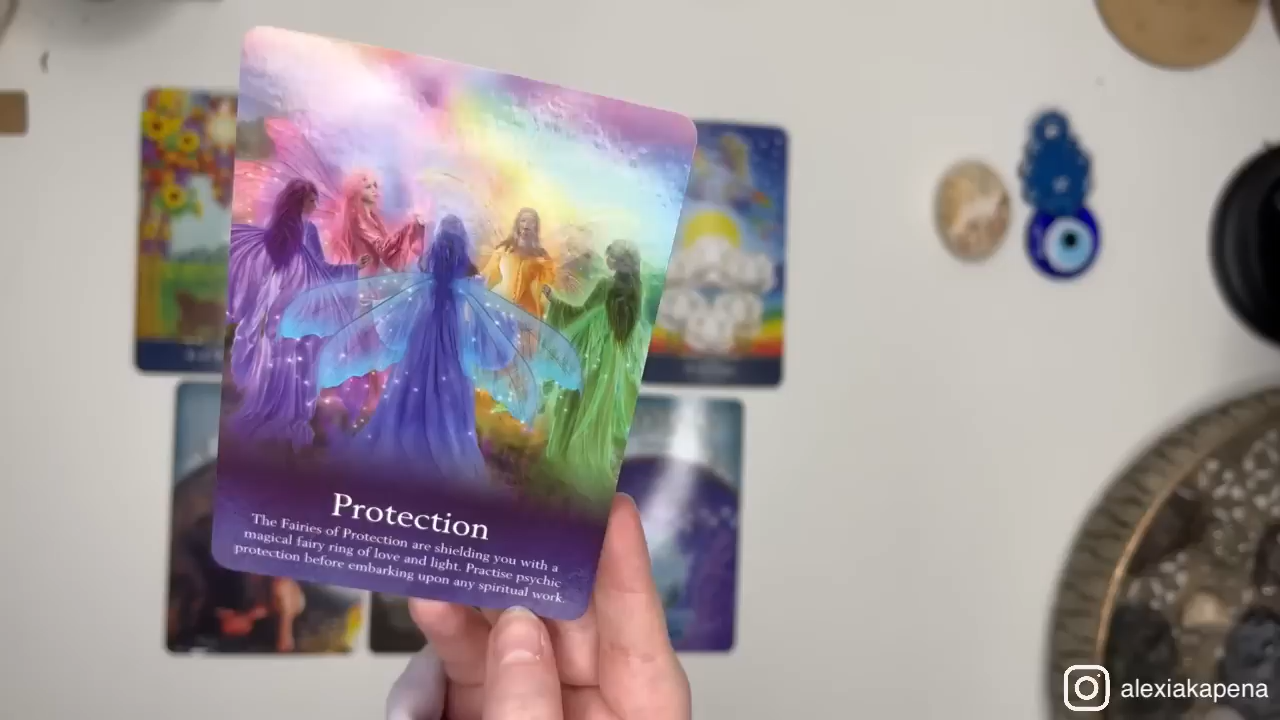 Protection
The Fairies of Protection are shielding you with a
magical fairy ring of love and light. Practise psychic
protection before embarking upon any spiritual work.
alexiakapena